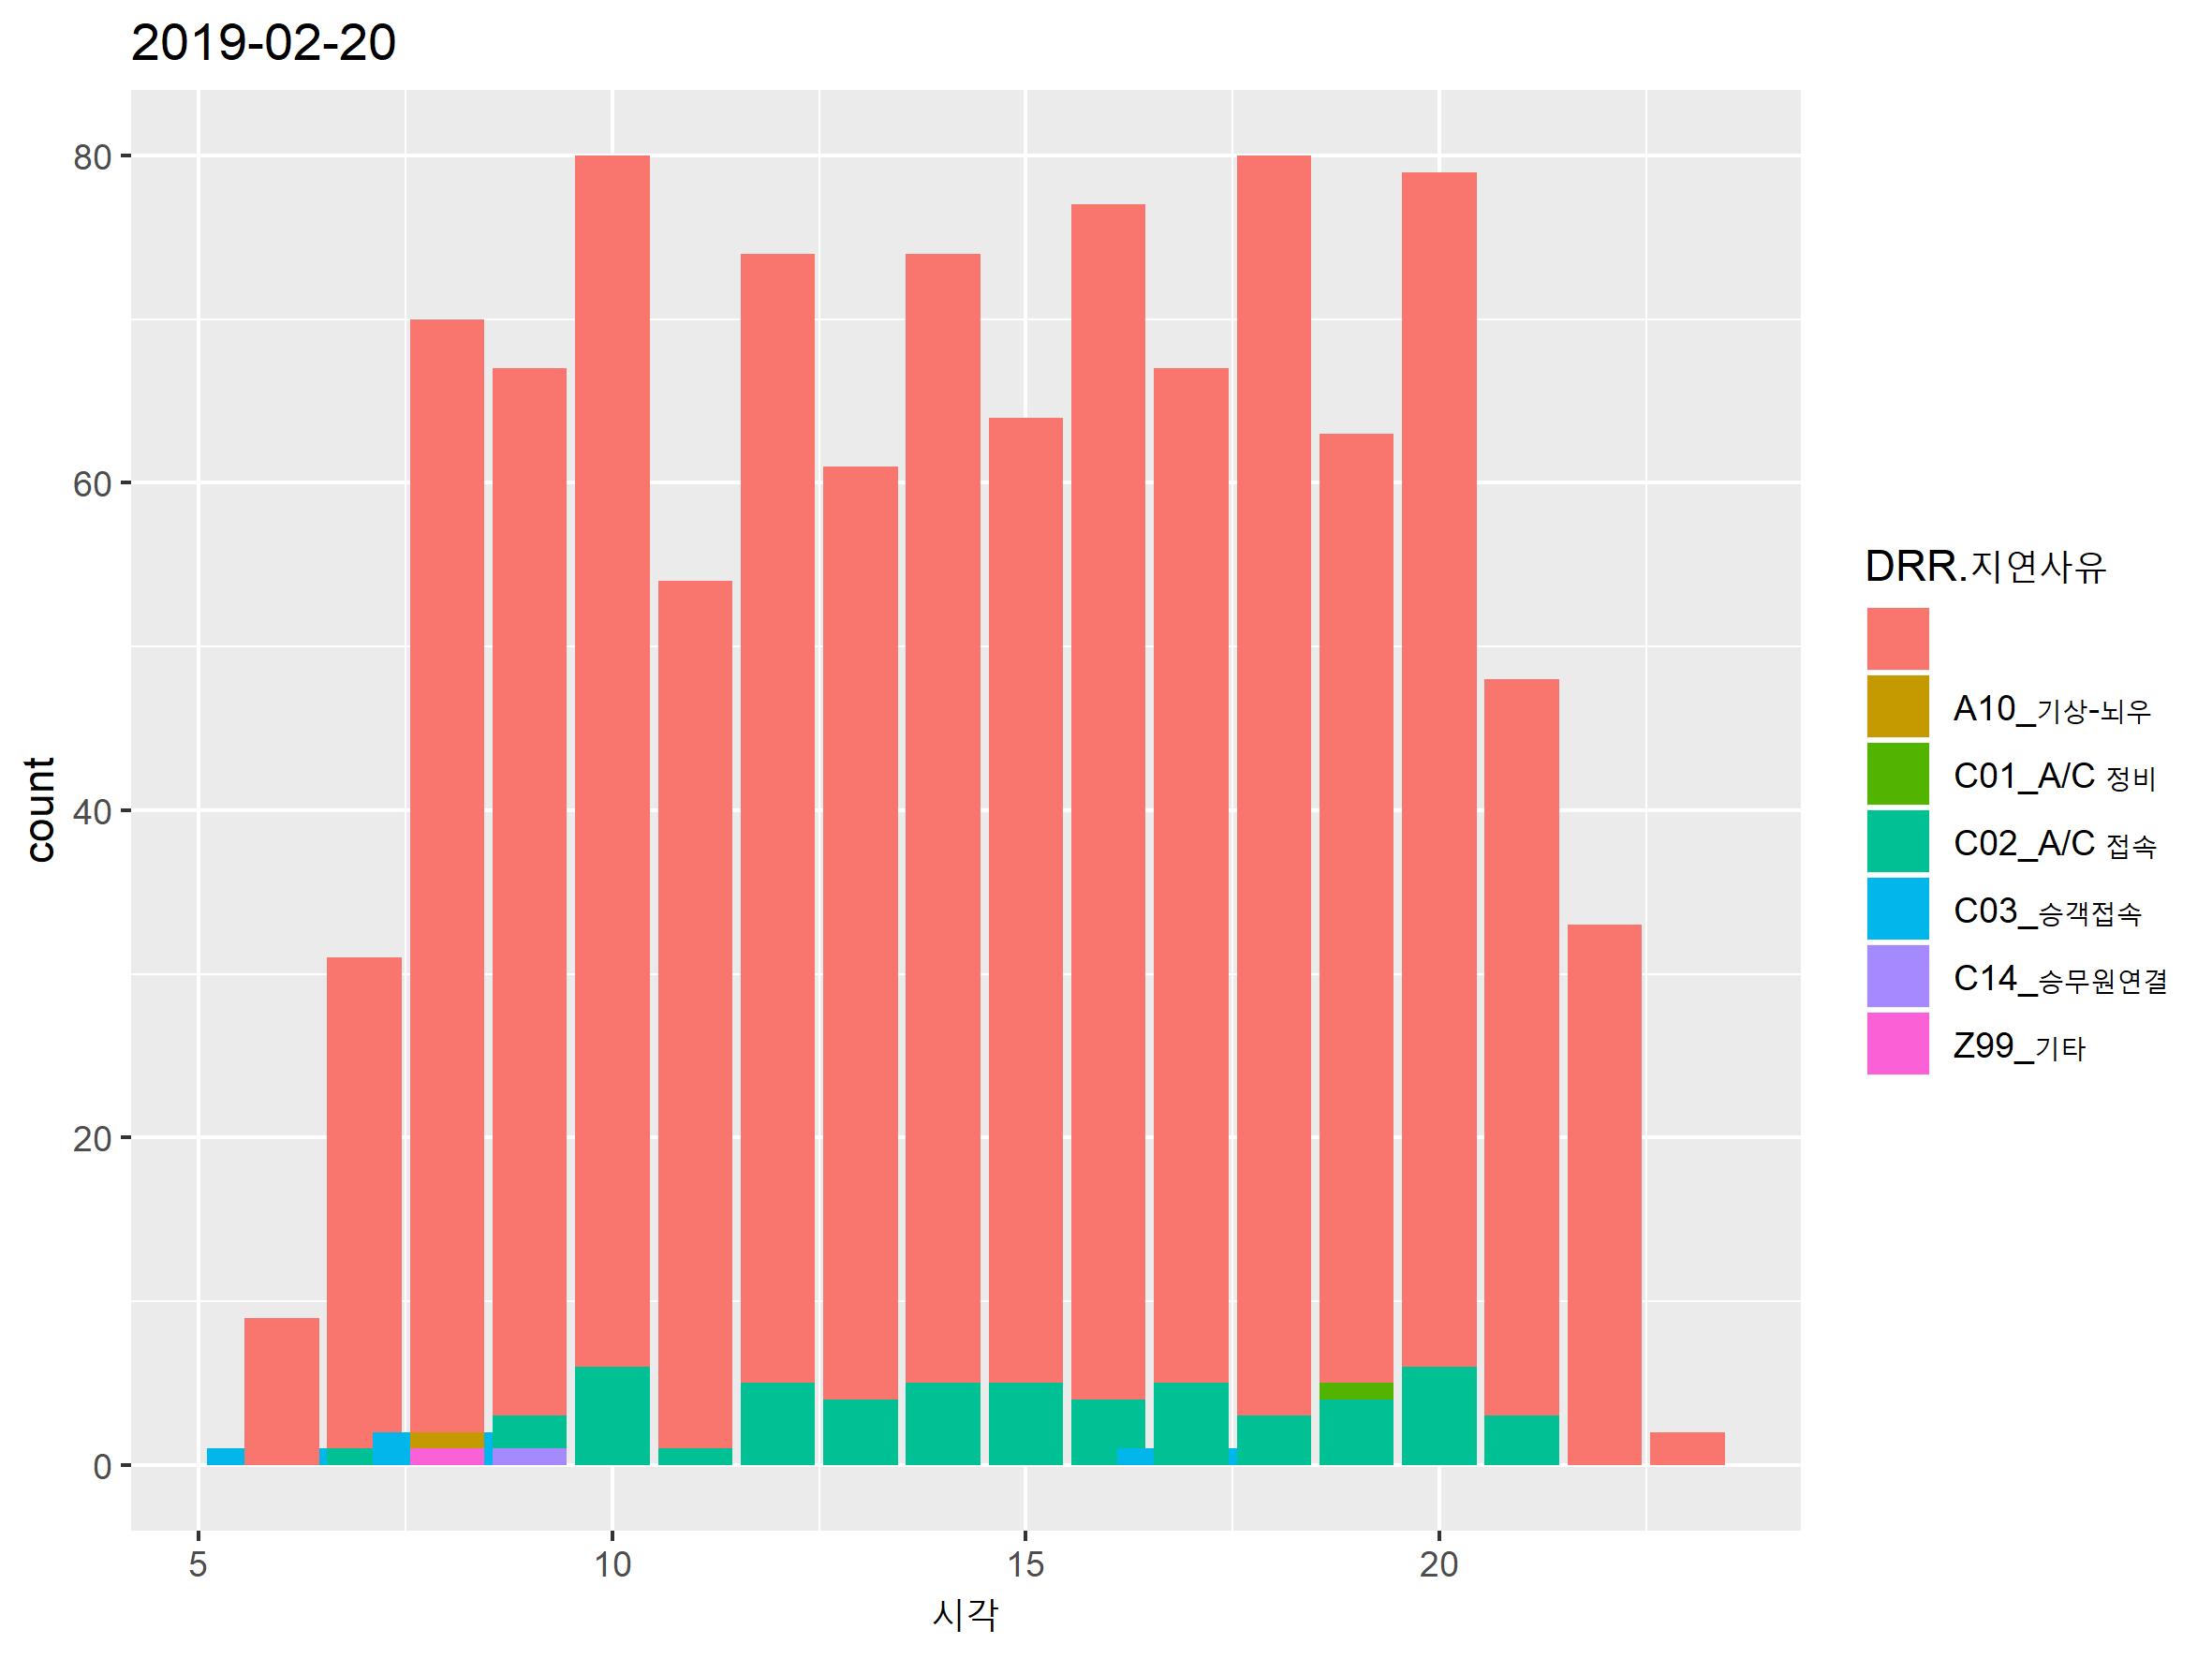 2019-02-20
80
60
40
20
0
count
5 10 15 20
시각
DRR.지연사유
A10_기상-뇌우
C01_A/C 정비
C02_A/C 접속
C03_승객접속
C14_승무원연결
Z99_기타